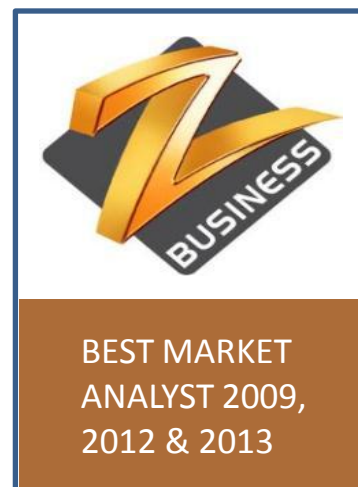 Z
BUSINESS
BEST MARKET
ANALYST 2009,
2012 & 2013